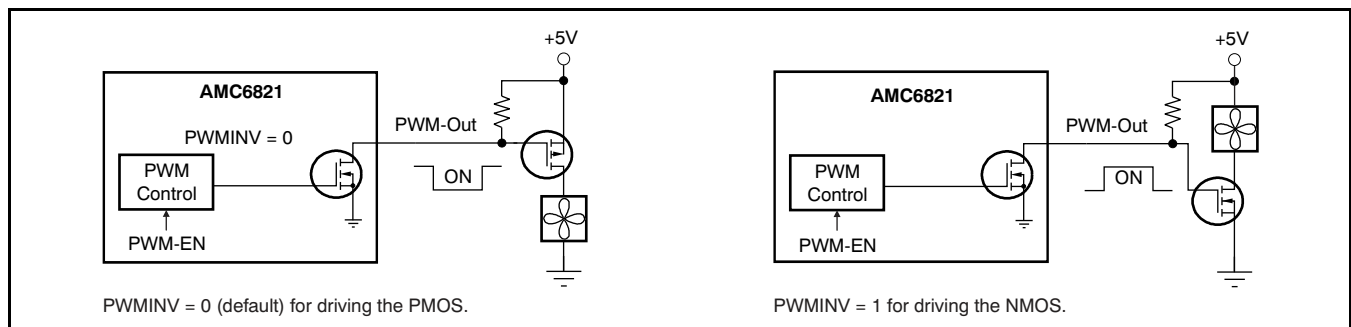 +5V
AMC6821
PWMINV = 0
PWM-Out
ON
PWM
Control
PWM-EN
PWMINV = 0 (default) for driving the PMOS.
+5V
AMC6821
PWM-Out
ON
PWM
Control
PWM-EN
PWMINV = 1 for driving the NMOS.